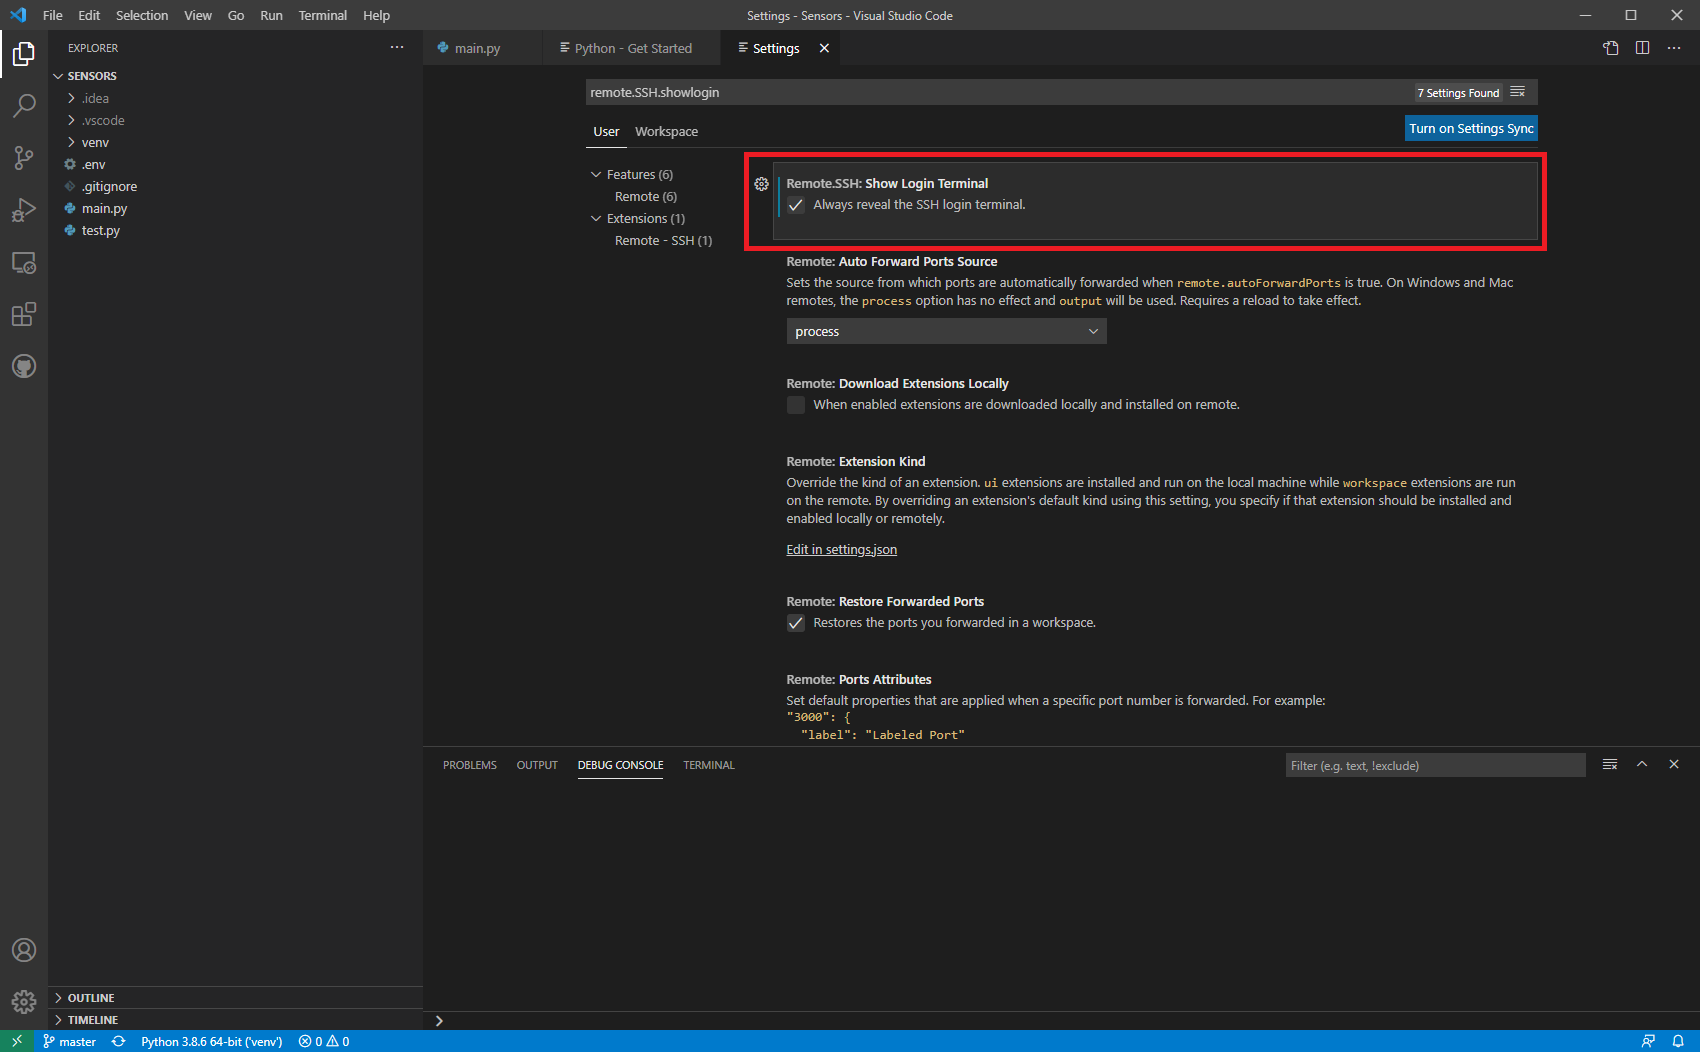 File Edit Selection View Go Run Terminal Help
Settings - Sensors - Visual Studio Code
EXPLORER
SENSORS
.idea
.vscode
venv
.env
.gitignore
main.py
test.py
OUTLINE
TIMELINE
main.py
Python - Get Started
Settings
remote.SSH.showlogin
7 Settings Found
User Workspace
Turn on Settings Sync
Features (6)
Remote (6)
Extensions (1)
Remote - SSH (1)
Remote.SSH: Show Login Terminal
Always reveal the SSH login terminal.
Remote: Auto Forward Ports Source
Sets the source from which ports are automatically forwarded when remote.autoForwardPorts is true. On Windows and Mac
remotes, the process option has no effect and output will be used. Requires a reload to take effect.
process
Remote: Download Extensions Locally
When enabled extensions are downloaded locally and installed on remote.
Remote: Extension Kind
Override the kind of an extension. ui extensions are installed and run on the local machine while workspace extensions are run
on the remote. By overriding an extension's default kind using this setting, you specify if that extension should be installed and
enabled locally or remotely.
Edit in settings.json
Remote: Restore Forwarded Ports
Restores the ports you forwarded in a workspace.
Remote: Ports Attributes
Set default properties that are applied when a specific port number is forwarded. For example:
"3000": {
"label": "Labeled Port"
PROBLEMS OUTPUT DEBUG CONSOLE TERMINAL
Filter (e.g. text, !exclude)
master
Python 3.8.6 64-bit ('venv')
0 0